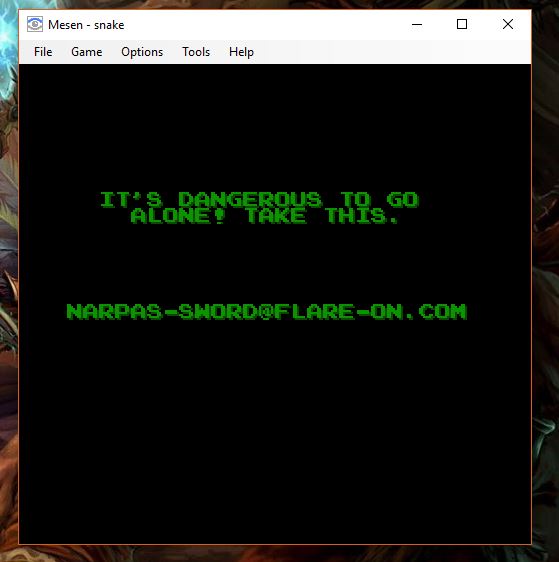 Mesen - snake
File Game Options Tools Help
IT'S DANGEROUS TO GO
ALONE! TAKE THIS.
NARPAS-SWORD@FLARE-ON.COM